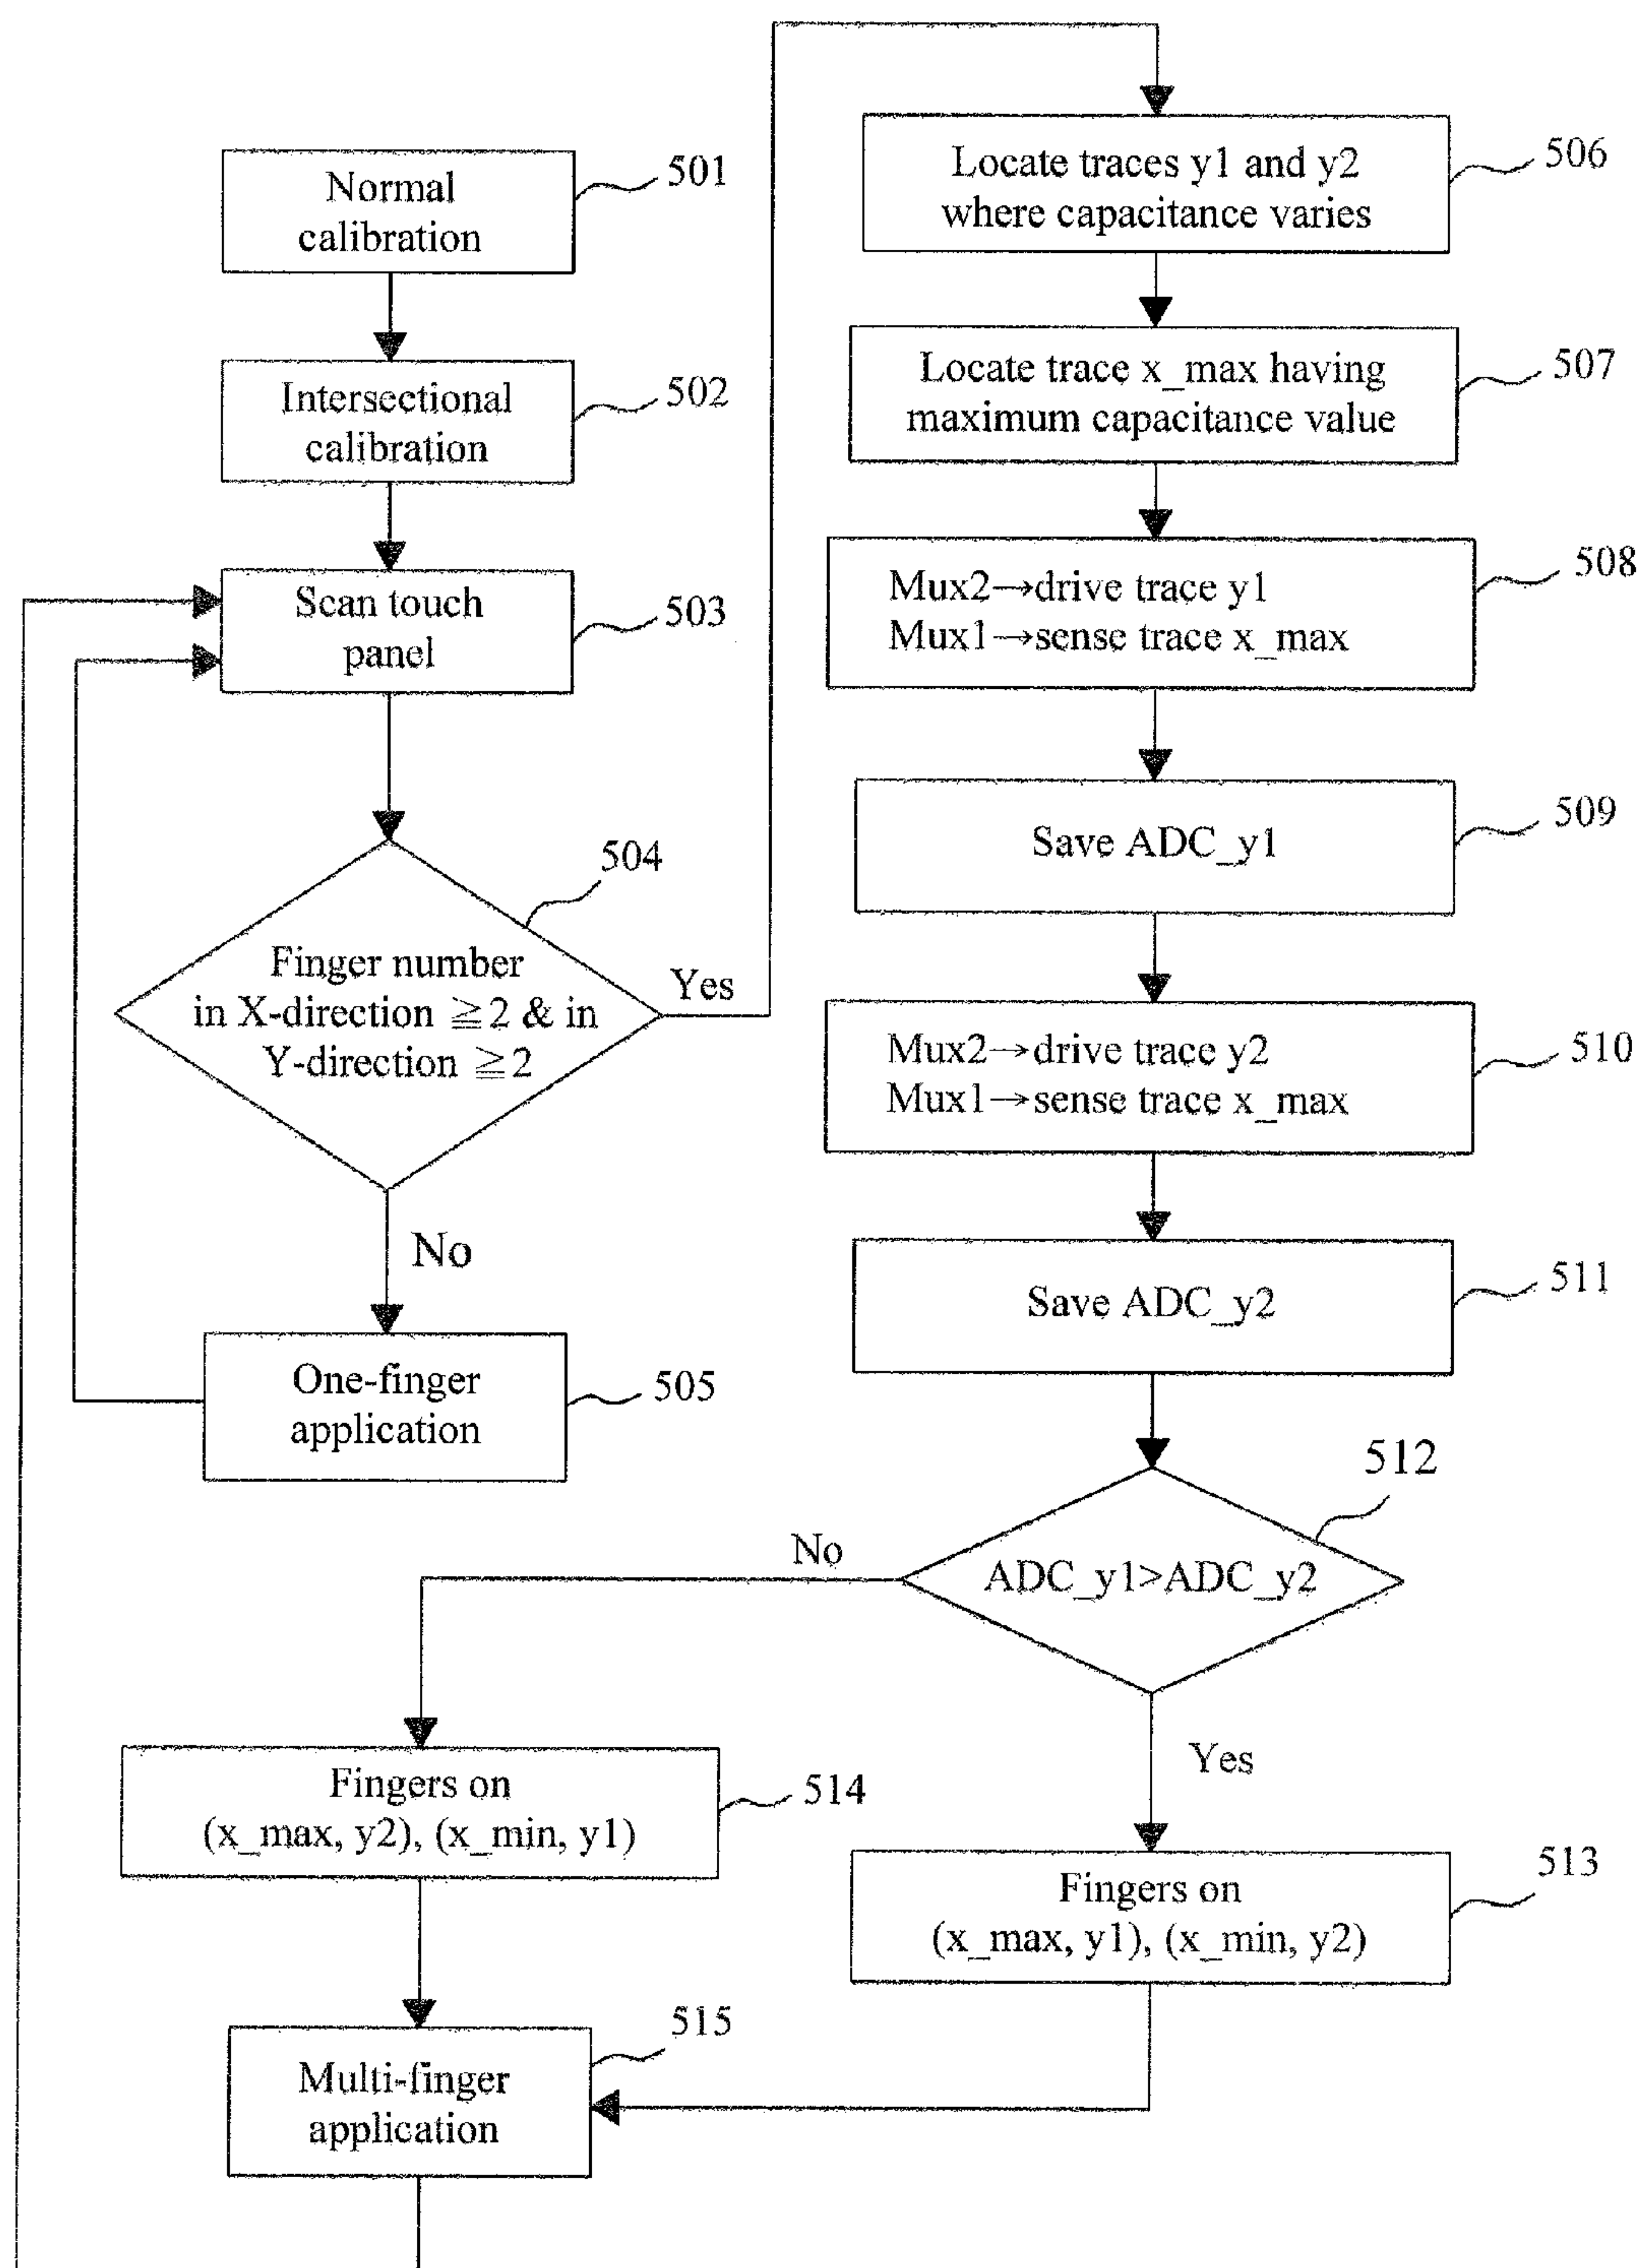 Normal
calibration
501
Intersectional
calibration
502
Scan touch
panel
503
504
Finger number
in X-direction ≧2 & in
Y-direction ≧2
Yes
No
One-finger
application
505
Locate traces y1 and y2
where capacitance varies
506
Locate trace x_max having
maximum capacitance value
507
Mux2→drive trace y1
Mux1→sense trace x_max
508
Save ADC_y1
509
Mux2→drive trace y2
Mux1→sense trace x_max
510
Save ADC_y2
511
512
ADC_y1>ADC_y2
No
Yes
Fingers on
(x_max, y2), (x_min, y1)
514
Fingers on
(x_max, y1), (x_min, y2)
513
Multi-finger
application
515